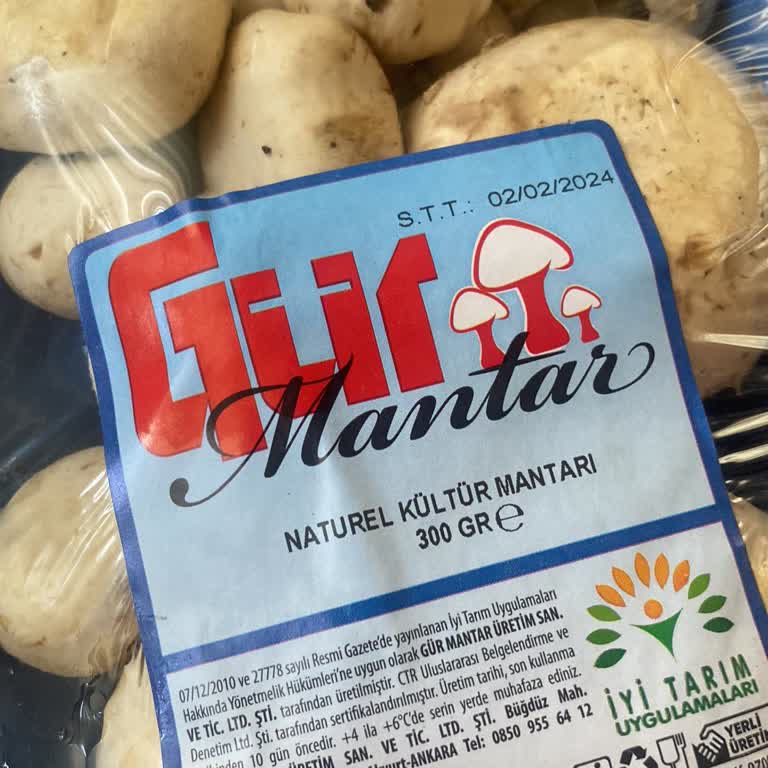 S.T.T.: 02/02/2024
Gür
Mantar
NATUREL KÜLTÜR MANTARI
300 GR ℮
07/12/2010 ve 27778 sayılı Resmi Gazete'de yayınlanan İyi Tarım Uygulamaları
Hakkında Yönetmelik Hükümleri'ne uygun olarak GÜR MANTAR ÜRETİM SAN.
VE TİC. LTD. ŞTİ. tarafından üretilmiştir. CTR Uluslararası Belgelendirme ve
Denetim Ltd. Şti. tarafından sertifikalandırılmıştır. Üretim tarihi, son kullanma
10 gün öncedir. +4 ila +6°C'de serin yerde muhafaza ediniz.
SAN. VE TİC. LTD. ŞTİ. Büğdüz Mah.
ANKARA Tel: 0850 955 64 12
İYİ TARIM
UYGULAMALARI
YERLİ
ÜRETİM